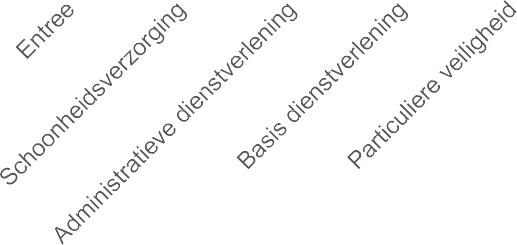 Entree
Schoonheidsverzorging
Administratieve dienstverlening
Basis dienstverlening
Particuliere veiligheid